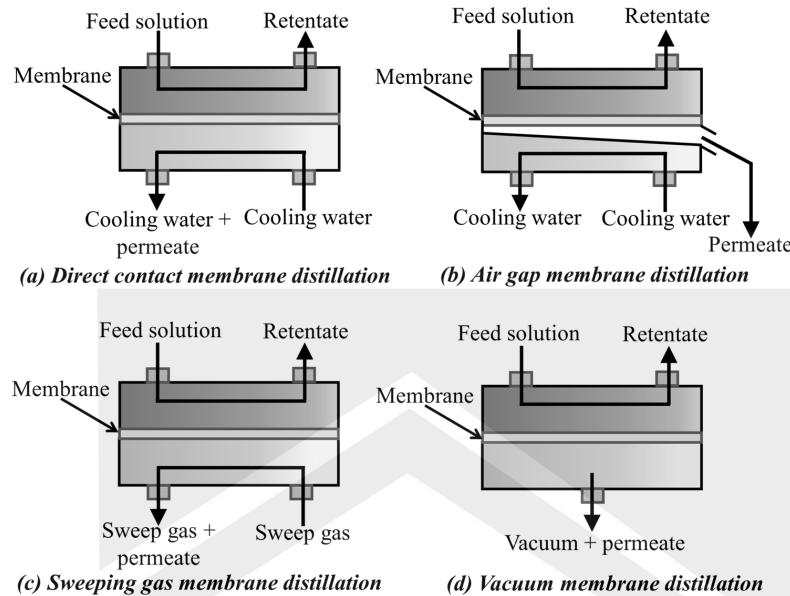 Feed solution
Retentate
Membrane
Cooling water +
permeate
Cooling water
(a) Direct contact membrane distillation
Feed solution
Retentate
Membrane
Cooling water
Cooling water
Permeate
(b) Air gap membrane distillation
Feed solution
Retentate
Membrane
Sweep gas +
permeate
Sweep gas
(c) Sweeping gas membrane distillation
Feed solution
Retentate
Membrane
Vacuum + permeate
(d) Vacuum membrane distillation